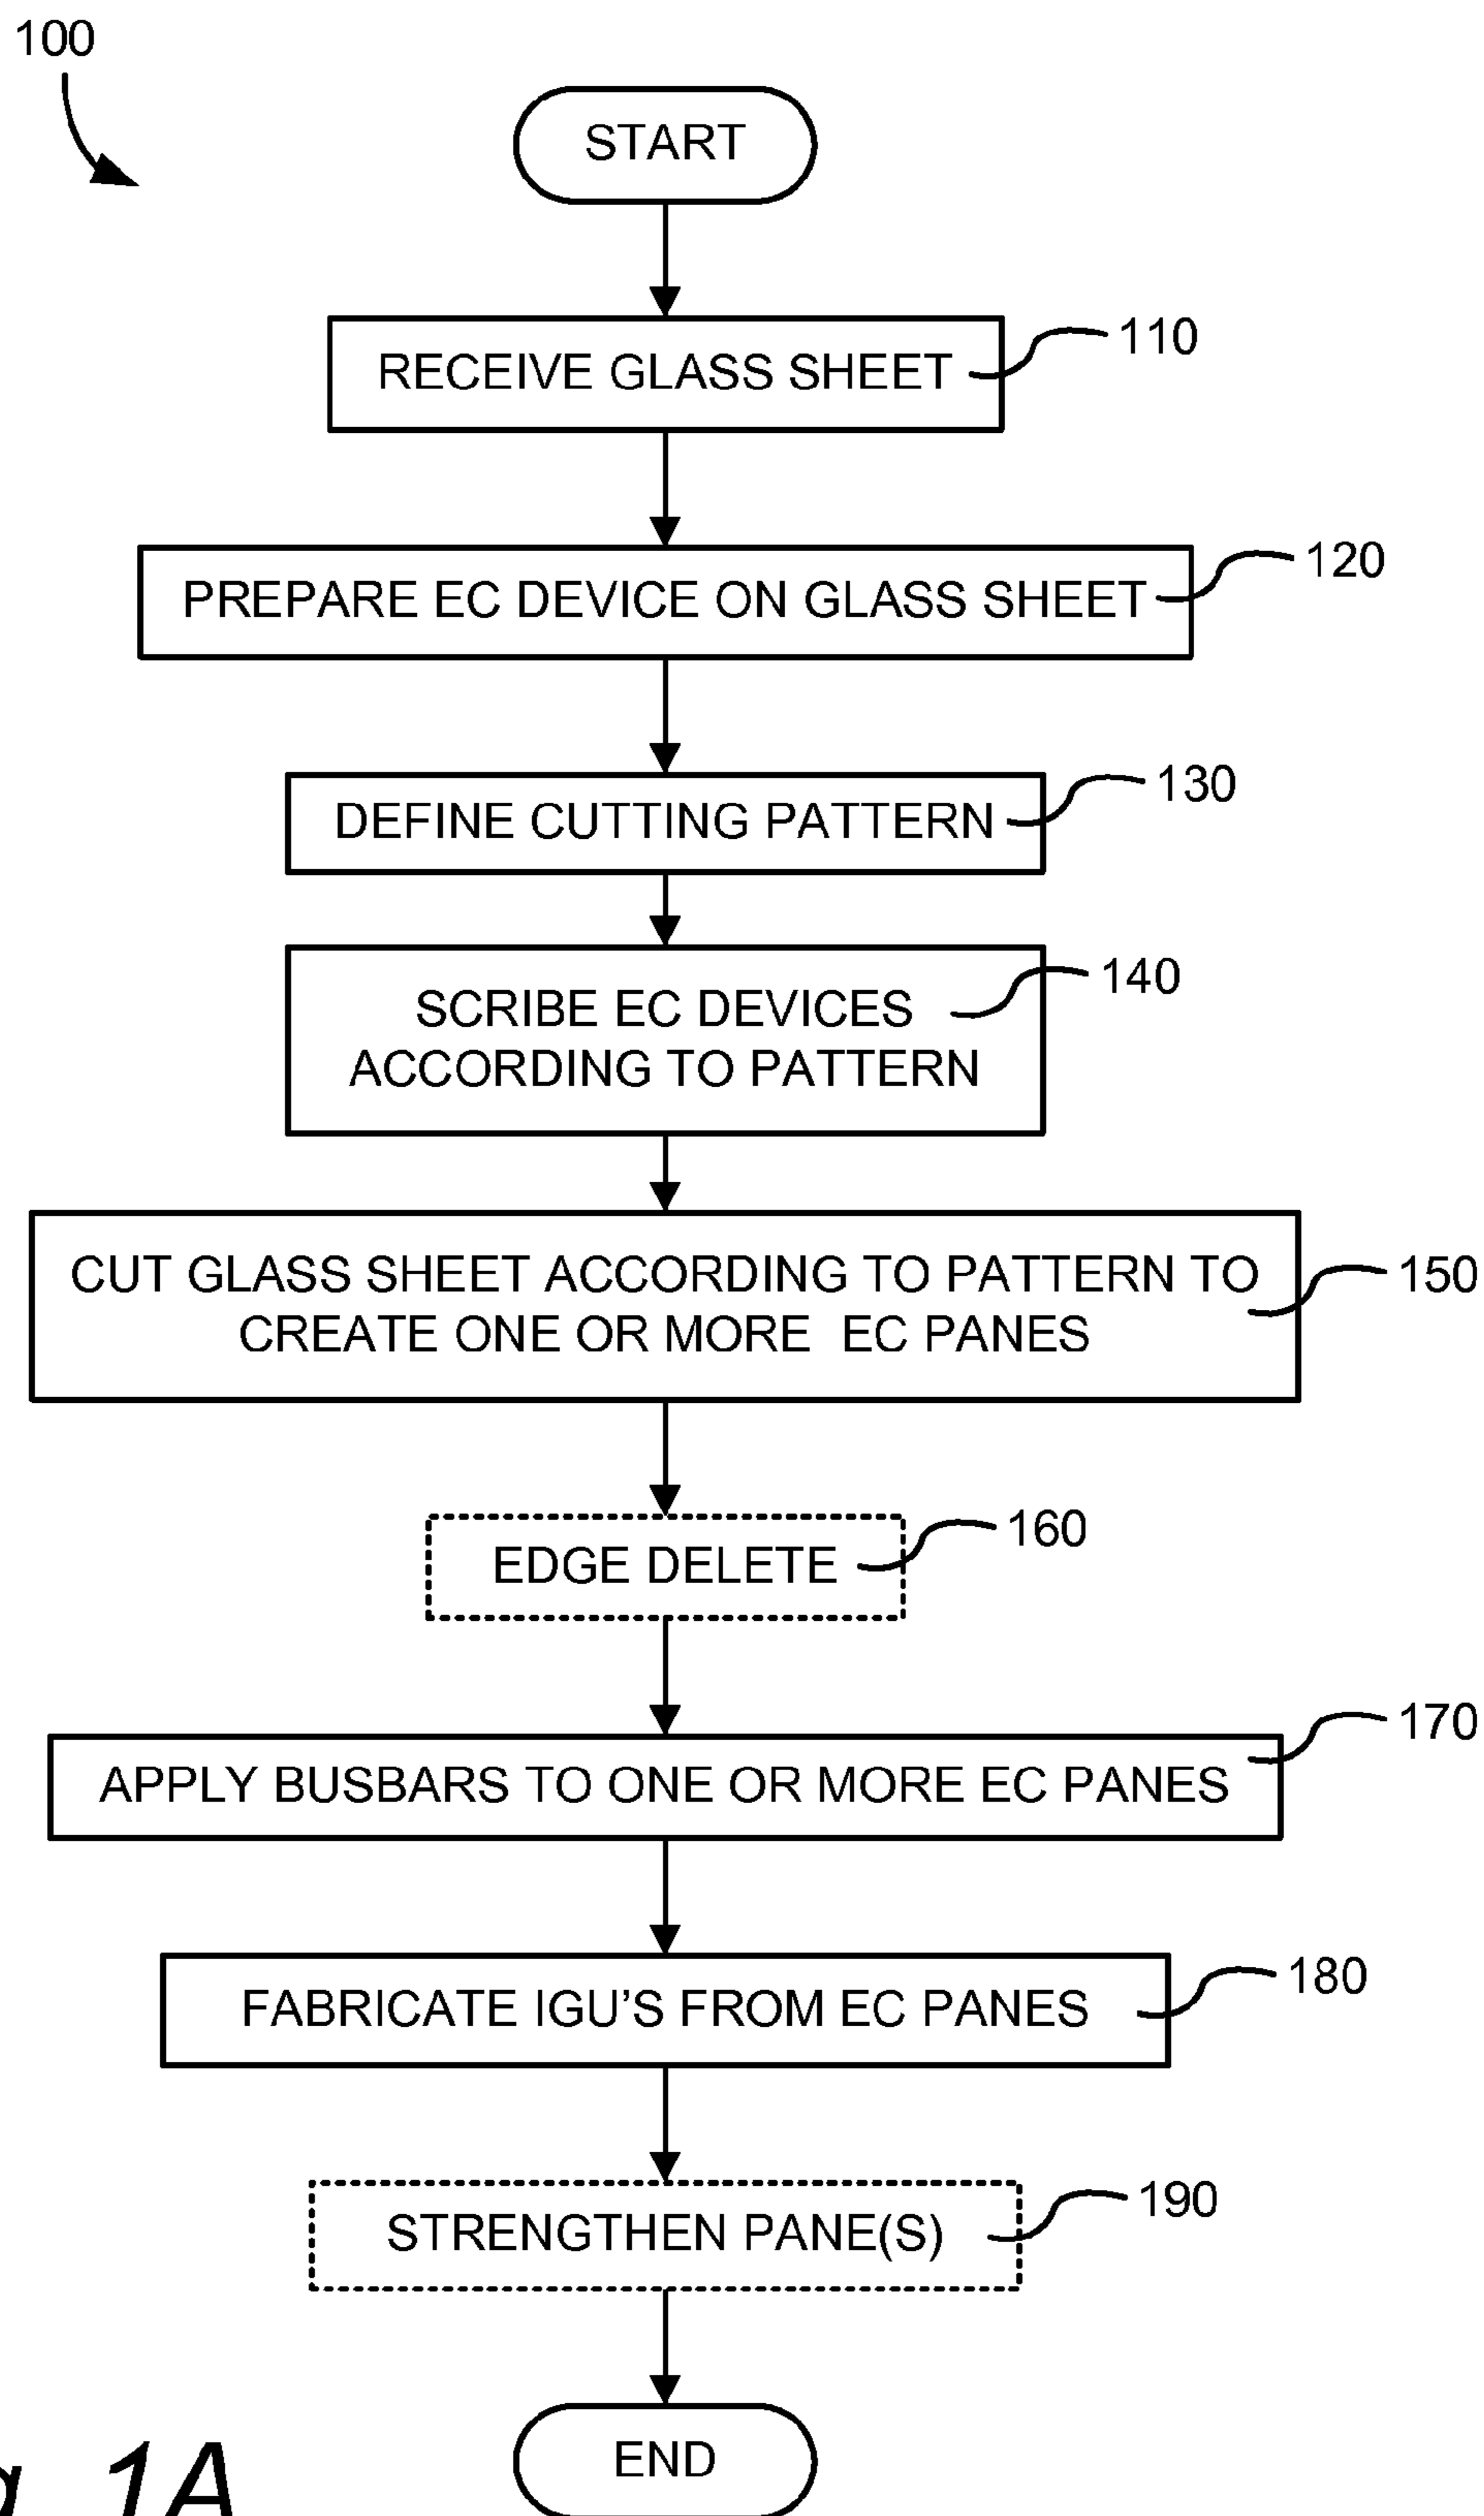 100
START
RECEIVE GLASS SHEET
110
PREPARE EC DEVICE ON GLASS SHEET
120
DEFINE CUTTING PATTERN
130
SCRIBE EC DEVICES
ACCORDING TO PATTERN
140
CUT GLASS SHEET ACCORDING TO PATTERN TO
CREATE ONE OR MORE EC PANES
150
EDGE DELETE
160
APPLY BUSBARS TO ONE OR MORE EC PANES
170
FABRICATE IGU'S FROM EC PANES
180
STRENGTHEN PANE(S)
190
END
1A